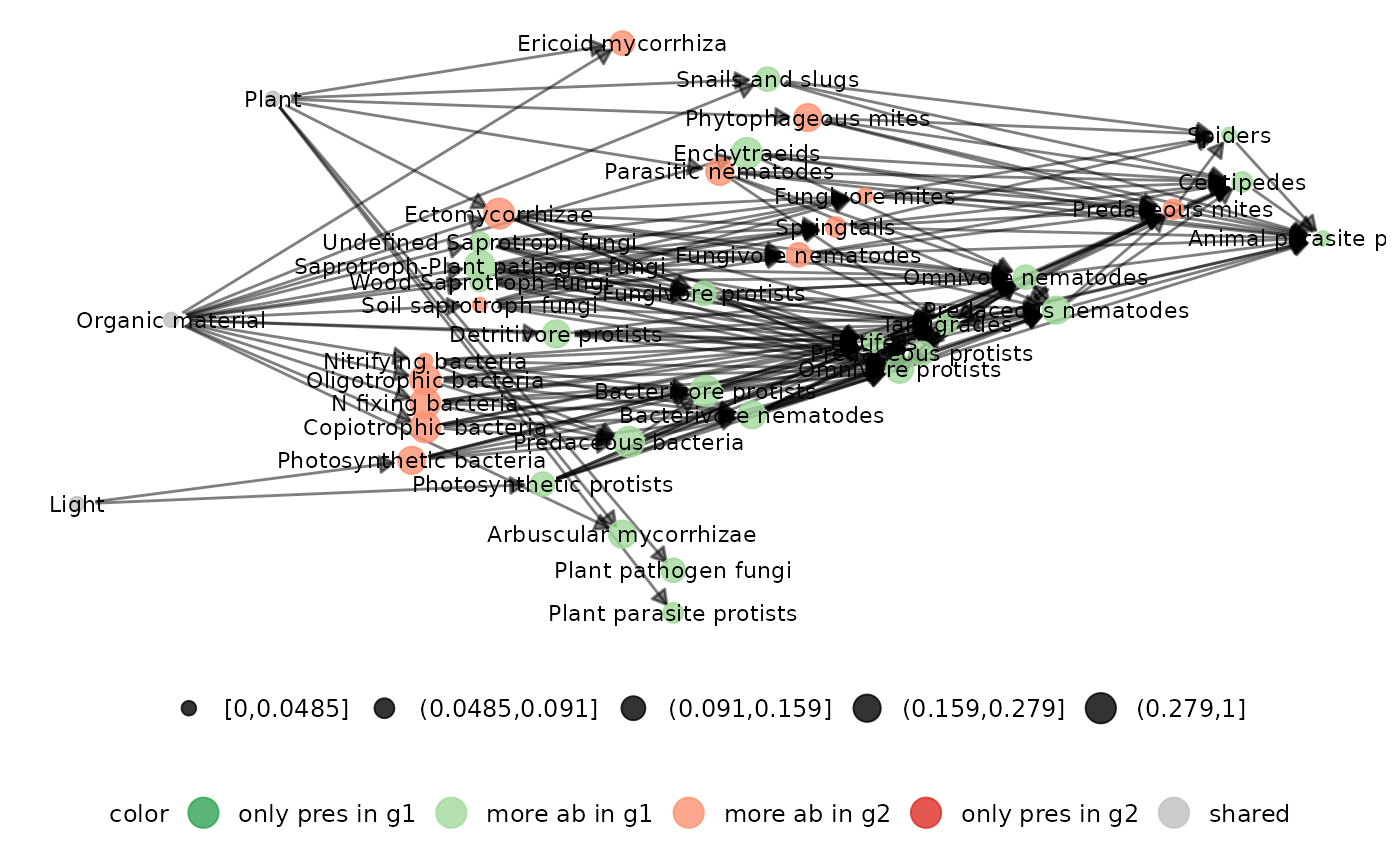 Ericoid mycorrhiza
Snails and slugs
Plant
Phytophageous mites
Spiders
Enchytraeids
Parasitic nematodes
Centipedes
Fungivore mites
Predaceous mites
Ectomycorrhizae
Springtails
Animal parasite p
Undefined Saprotroph fungi
Fungivore nematodes
Saprotroph-Plant pathogen fungi
Omnivore nematodes
Wood Saprotroph fungi
Fungivore protists
Soil saprotroph fungi
Predaceous nematodes
Organic material
Tardigrades
Detritivore protists
Rotifers
Predaceous protists
Nitrifying bacteria
Omnivore protists
Oligotrophic bacteria
Bacterivore protists
N fixing bacteria
Bacterivore nematodes
Copiotrophic bacteria
Predaceous bacteria
Photosynthetic bacteria
Photosynthetic protists
Light
Arbuscular mycorrhizae
Plant pathogen fungi
Plant parasite protists
[0,0.0485] (0.0485,0.091] (0.091,0.159] (0.159,0.279] (0.279,1]
color only pres in g1 more ab in g1 more ab in g2 only pres in g2 shared